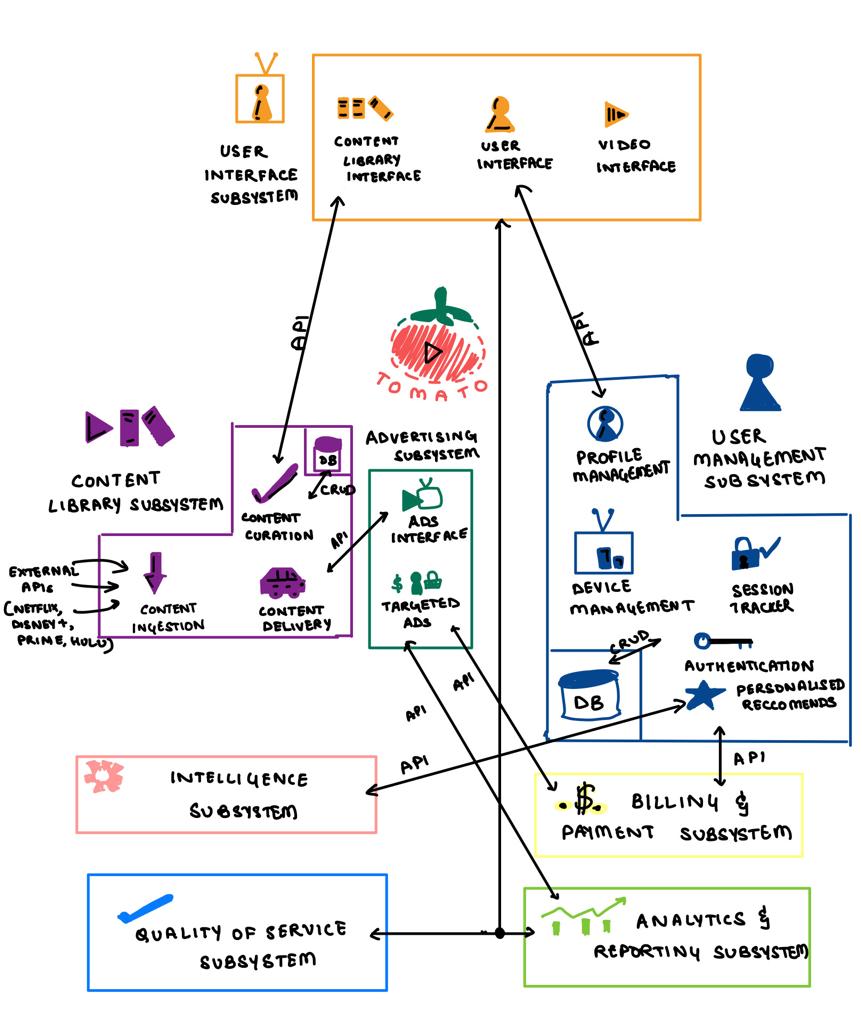 USER
INTERFACE
SUBSYSTEM
CONTENT
LIBRARY
INTERFACE
USER
INTERFACE
VIDEO
INTERFACE
API
API
TOMATO
CONTENT
LIBRARY SUBSYSTEM
DB
CRUD
CONTENT
CURATION
API
EXTERNAL
APIs
(NETFLIX,
DISNEY+,
PRIME, HULU)
CONTENT
INGESTION
CONTENT
DELIVERY
ADVERTISING
SUBSYSTEM
ADS
INTERFACE
$
TARGETED
ADS
USER
MANAGEMENT
SUBSYSTEM
PROFILE
MANAGEMENT
DEVICE
MANAGEMENT
SESSION
TRACKER
CRUD
AUTHENTICATION
DB
PERSONALISED
RECCOMENDS
API
API
API
API
INTELLIGENCE
SUBSYSTEM
$
BILLING &
PAYMENT SUBSYSTEM
QUALITY OF SERVICE
SUBSYSTEM
ANALYTICS &
REPORTING SUBSYSTEM